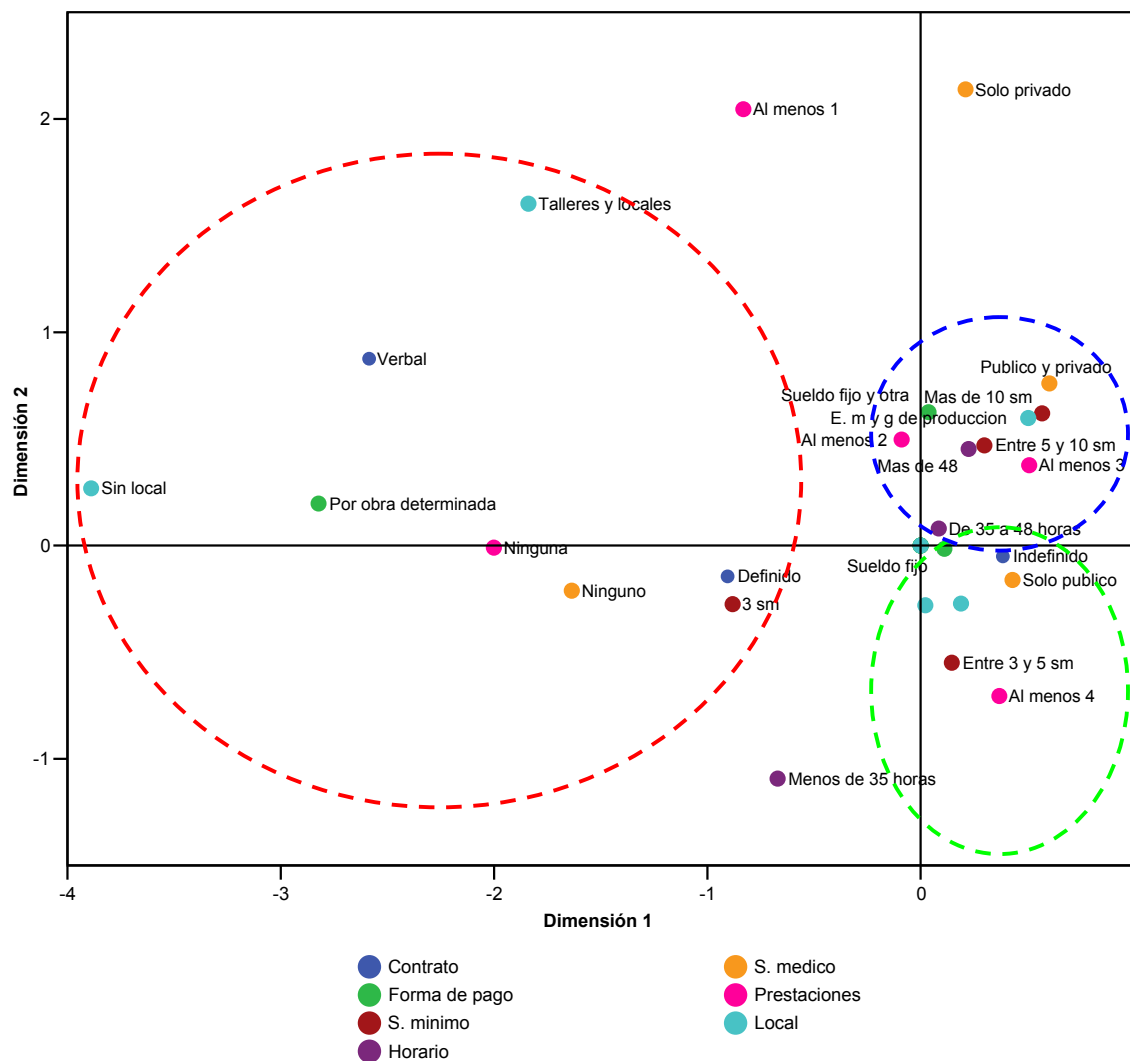 Solo privado
2
Al menos 1
Talleres y locales
1
Verbal
Publico y privado
Sueldo fijo y otra
Mas de 10 sm
E. m y g de produccion
Al menos 2
Entre 5 y 10 sm
Mas de 48
Al menos 3
Dimensión 2
Sin local
Por obra determinada
De 35 a 48 horas
0
Ninguna
Indefinido
Sueldo fijo
Definido
Solo publico
Ninguno
3 sm
Entre 3 y 5 sm
Al menos 4
-1
Menos de 35 horas
-4
-3
-2
-1
0
Dimensión 1
Contrato
Forma de pago
S. minimo
Horario
S. medico
Prestaciones
Local